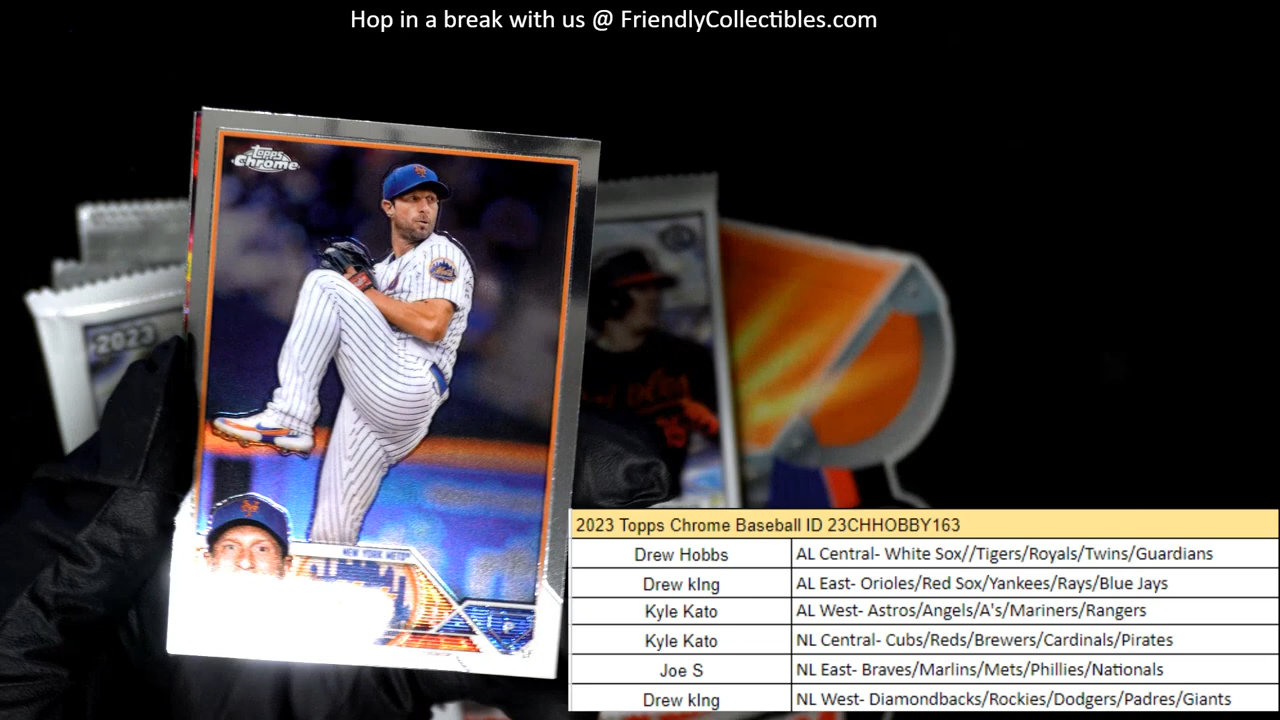 Hop in a break with us @ FriendlyCollectibles.com
Topps
Chrome
2023
NEW YORK METS
2023 Topps Chrome Baseball ID 23CHHOBBY163
Drew Hobbs AL Central- White Sox//Tigers/Royals/Twins/Guardians
Drew kIng AL East- Orioles/Red Sox/Yankees/Rays/Blue Jays
Kyle Kato AL West- Astros/Angels/A's/Mariners/Rangers
Kyle Kato NL Central- Cubs/Reds/Brewers/Cardinals/Pirates
Joe S NL East- Braves/Marlins/Mets/Phillies/Nationals
Drew kIng NL West- Diamondbacks/Rockies/Dodgers/Padres/Giants